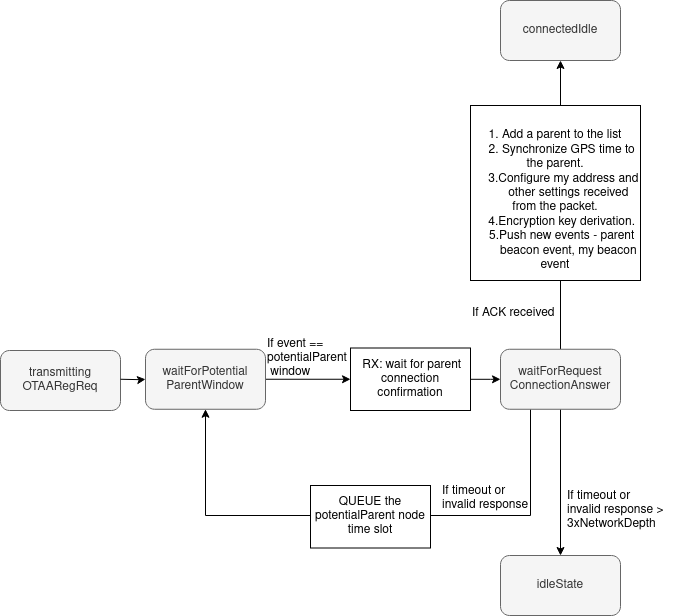 connectedIdle
1. Add a parent to the list
2. Synchronize GPS time to
the parent.
3.Configure my address and
other settings received
from the packet.
4.Encryption key derivation.
5.Push new events - parent
beacon event, my beacon
event
If ACK received
If event ==
potentialParent
window
transmitting
OTAARegReq
waitForPotential
ParentWindow
RX: wait for parent
connection
confirmation
waitForRequest
ConnectionAnswer
If timeout or
invalid response
QUEUE the
potentialParent node
time slot
If timeout or
invalid response >
3xNetworkDepth
idleState